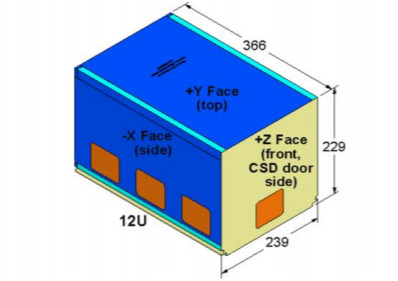 366
+Y Face
(top)
-X Face
(side)
+Z Face
(front,
CSD door
side)
229
12U
239